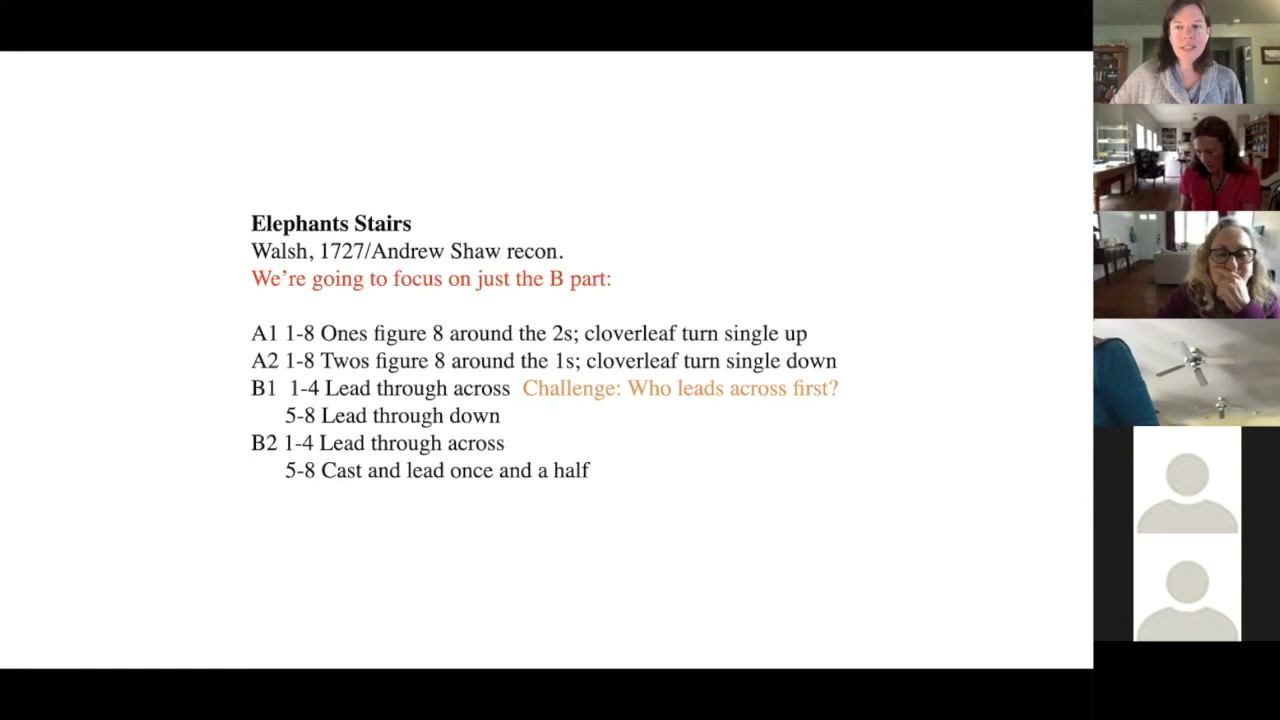 Elephants Stairs
Walsh, 1727/Andrew Shaw recon.
We’re going to focus on just the B part:
A1 1-8 Ones figure 8 around the 2s; cloverleaf turn single up
A2 1-8 Twos figure 8 around the 1s; cloverleaf turn single down
B1 1-4 Lead through across Challenge: Who leads across first?
5-8 Lead through down
B2 1-4 Lead through across
5-8 Cast and lead once and a half